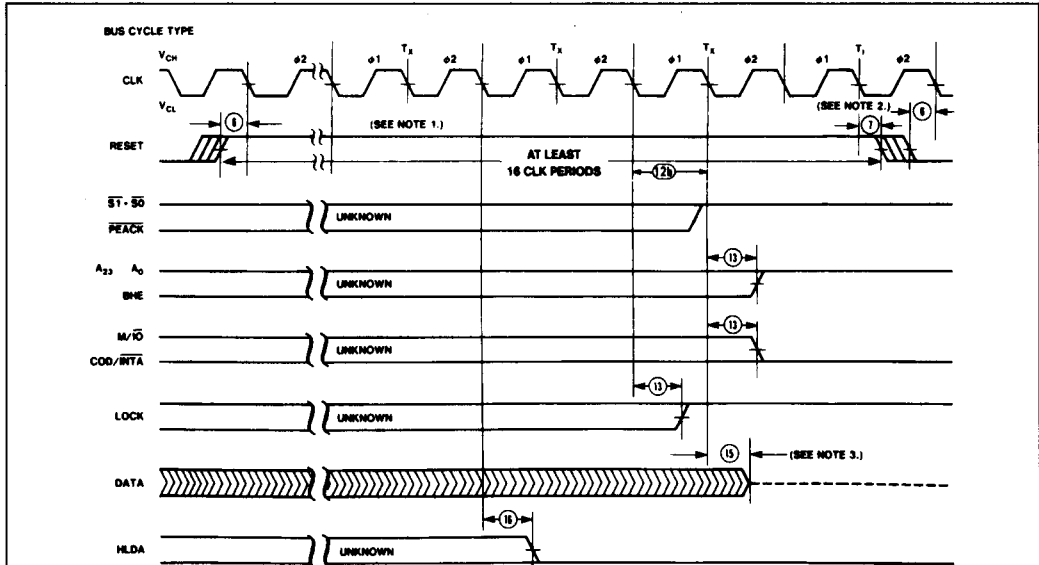 BUS CYCLE TYPE
T_X T_X T_X T_I
V_CH φ2 φ1 φ2 φ1 φ2 φ1 φ2 φ1 φ2
CLK
V_CL
(SEE NOTE 1.) (SEE NOTE 2.)
6 7 6
RESET
AT LEAST
16 CLK PERIODS
12b
S1 • S0
UNKNOWN
PEACK
13
A23 A0
UNKNOWN
BHE
13
M/IO
UNKNOWN
COD/INTA
13
LOCK UNKNOWN
15 (SEE NOTE 3.)
DATA
16
HLDA UNKNOWN